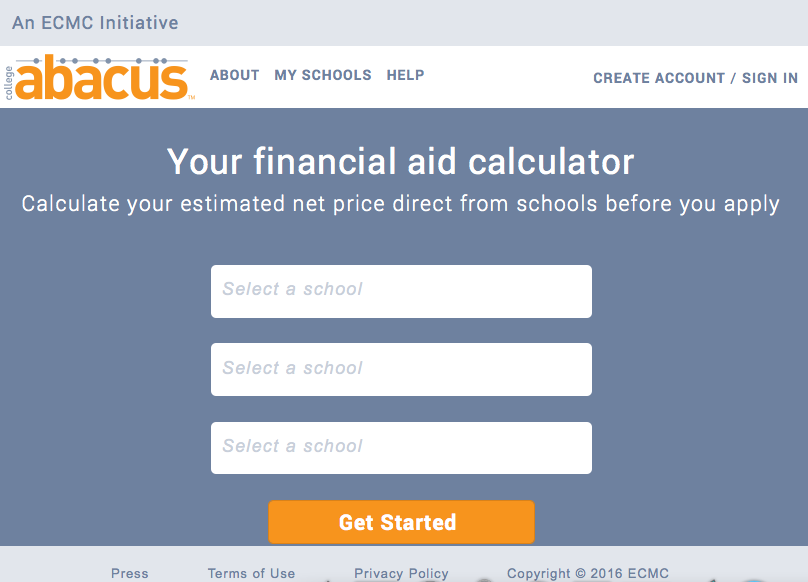 An ECMC Initiative
college
abacus™
ABOUT MY SCHOOLS HELP
CREATE ACCOUNT / SIGN IN
Your financial aid calculator
Calculate your estimated net price direct from schools before you apply
Select a school
Select a school
Select a school
Get Started
Press Terms of Use Privacy Policy Copyright © 2016 ECMC